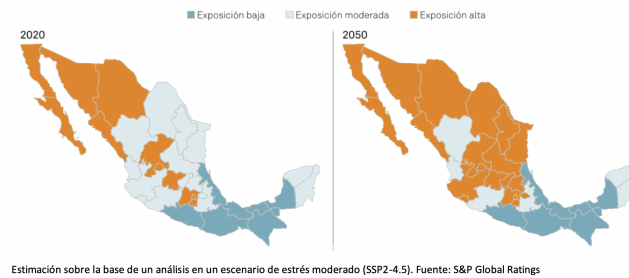 Exposición baja Exposición moderada Exposición alta
2020 2050
Estimación sobre la base de un análisis en un escenario de estrés moderado (SSP2-4.5). Fuente: S&P Global Ratings